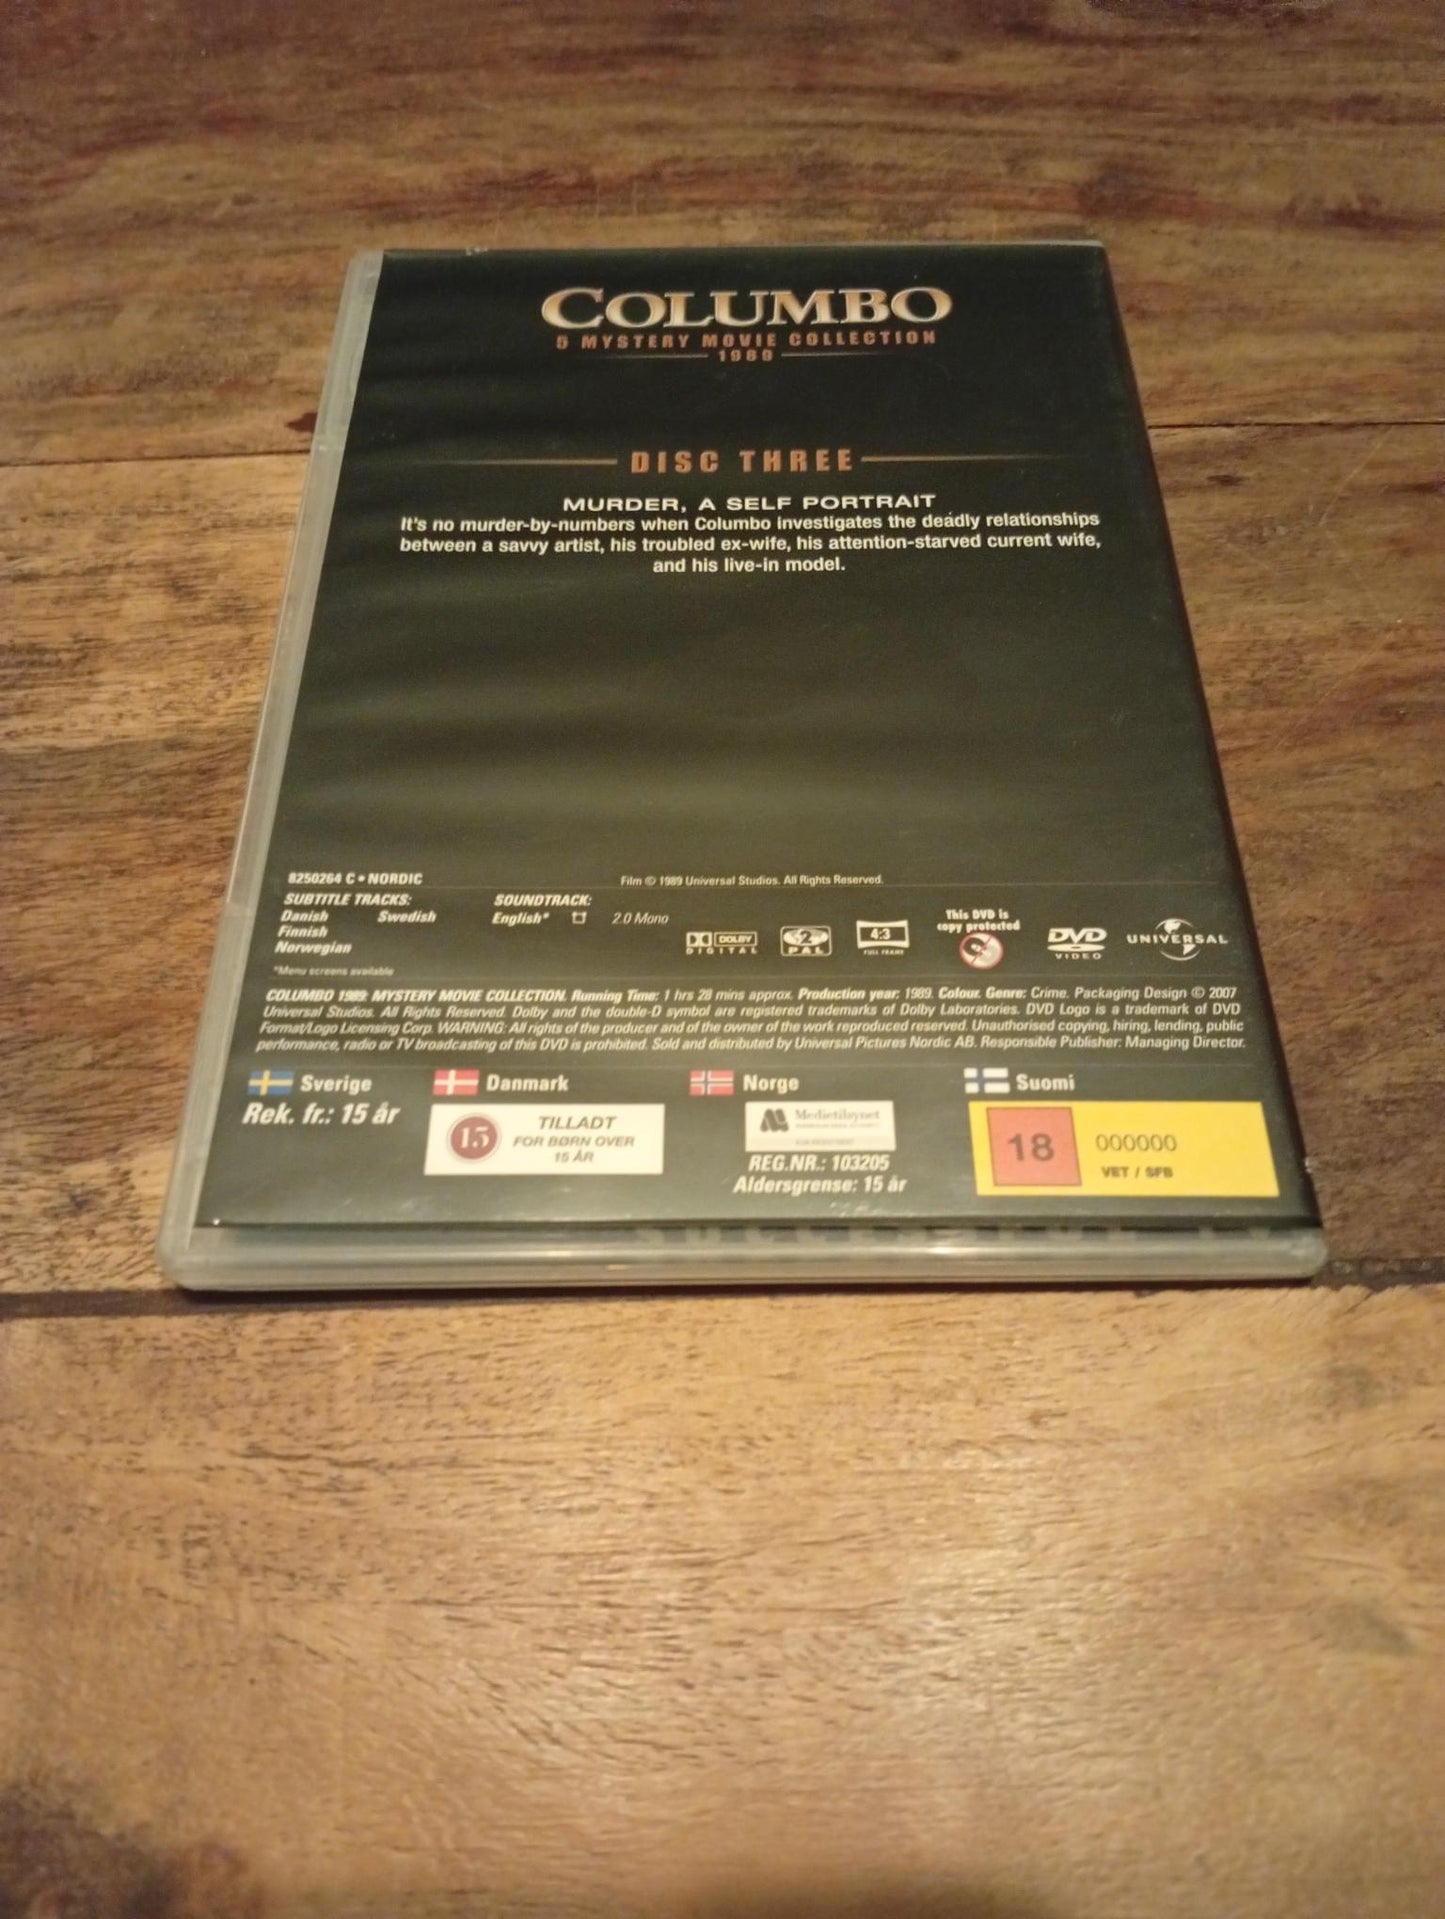 COLUMBO
5 MYSTERY MOVIE COLLECTION
1989
DISC THREE
MURDER, A SELF PORTRAIT
It's no murder-by-numbers when Columbo investigates the deadly relationships
between a savvy artist, his troubled ex-wife, his attention-starved current wife,
and his live-in model.
8250264 C • NORDIC
Film © 1989 Universal Studios. All Rights Reserved.
SUBTITLE TRACKS:
Danish Swedish
Finnish
Norwegian
*Menu screens available
SOUNDTRACK:
English* 2.0 Mono
DOLBY
DIGITAL
2
PAL
4:3
FULL FRAME
This DVD is
copy protected
DVD
VIDEO
UNIVERSAL
COLUMBO 1989: MYSTERY MOVIE COLLECTION. Running Time: 1 hrs 28 mins approx. Production year: 1989. Colour. Genre: Crime. Packaging Design © 2007
Universal Studios. All Rights Reserved. Dolby and the double-D symbol are registered trademarks of Dolby Laboratories. DVD Logo is a trademark of DVD
Format/Logo Licensing Corp. WARNING: All rights of the producer and of the owner of the work reproduced reserved. Unauthorised copying, hiring, lending, public
performance, radio or TV broadcasting of this DVD is prohibited. Sold and distributed by Universal Pictures Nordic AB. Responsible Publisher: Managing Director.
Sverige
Rek. fr.: 15 år
Danmark
15
TILLADT
FOR BØRN OVER
15 ÅR
Norge
Medietilsynet
REG.NR.: 103205
Aldersgrense: 15 år
Suomi
18
000000
VET / SFB